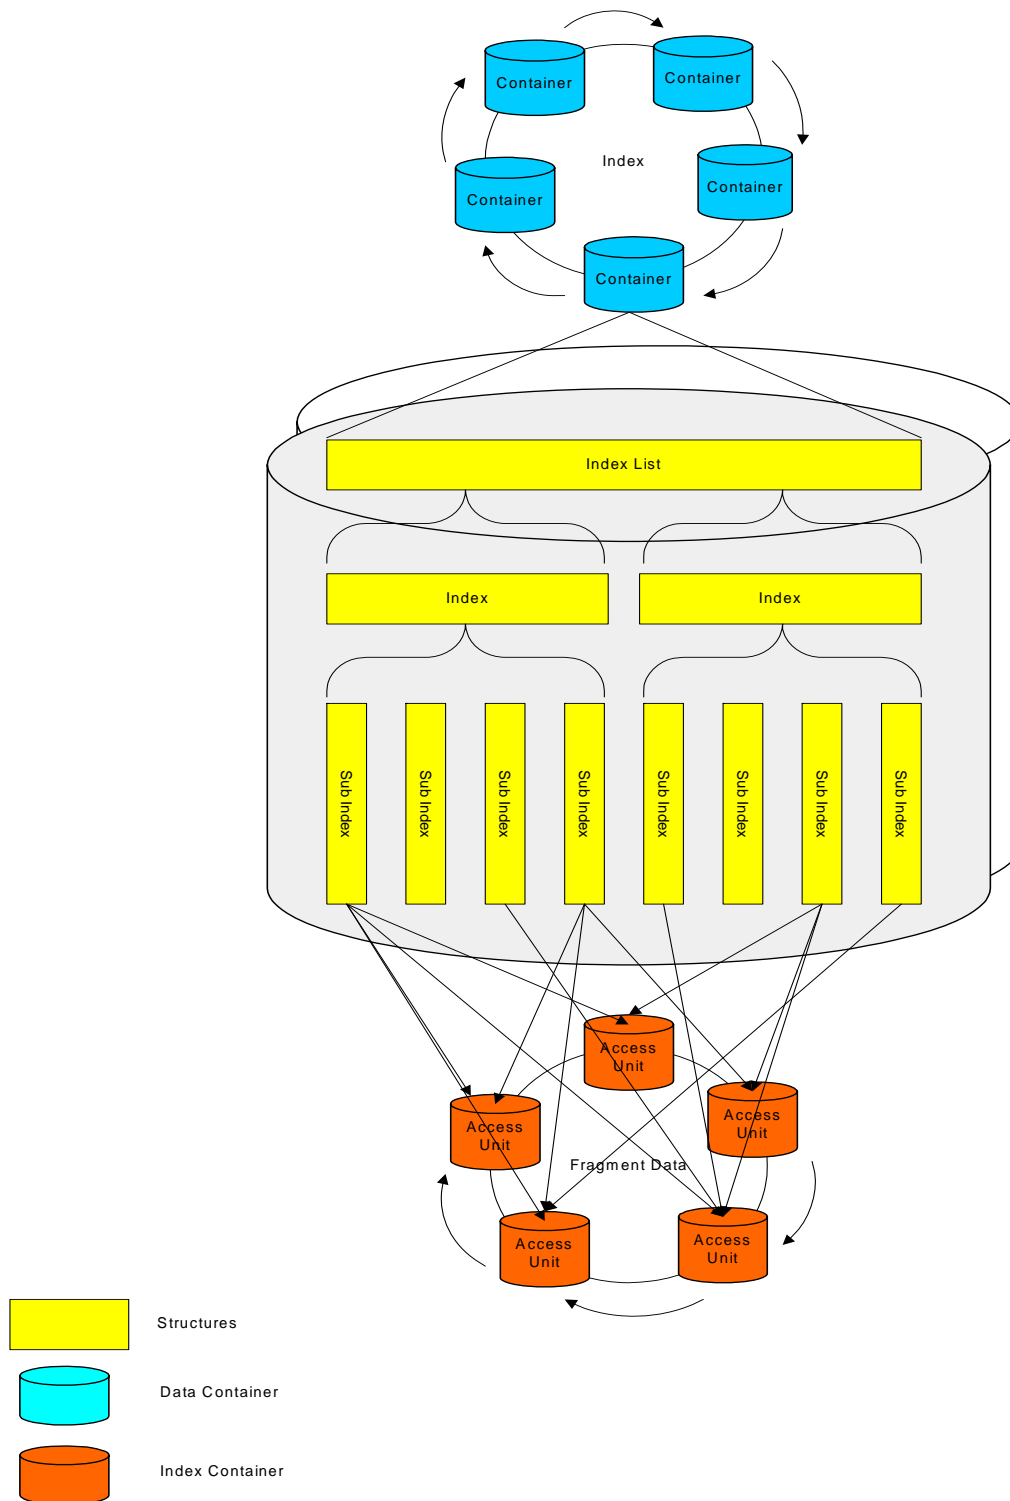 Container
Container
Index
Container
Container
Container
Index List
Index
Index
Sub Index
Sub Index
Sub Index
Sub Index
Sub Index
Sub Index
Sub Index
Sub Index
Access
Unit
Access
Unit
Access
Unit
Fragment Data
Access
Unit
Access
Unit
Structures
Data Container
Index Container